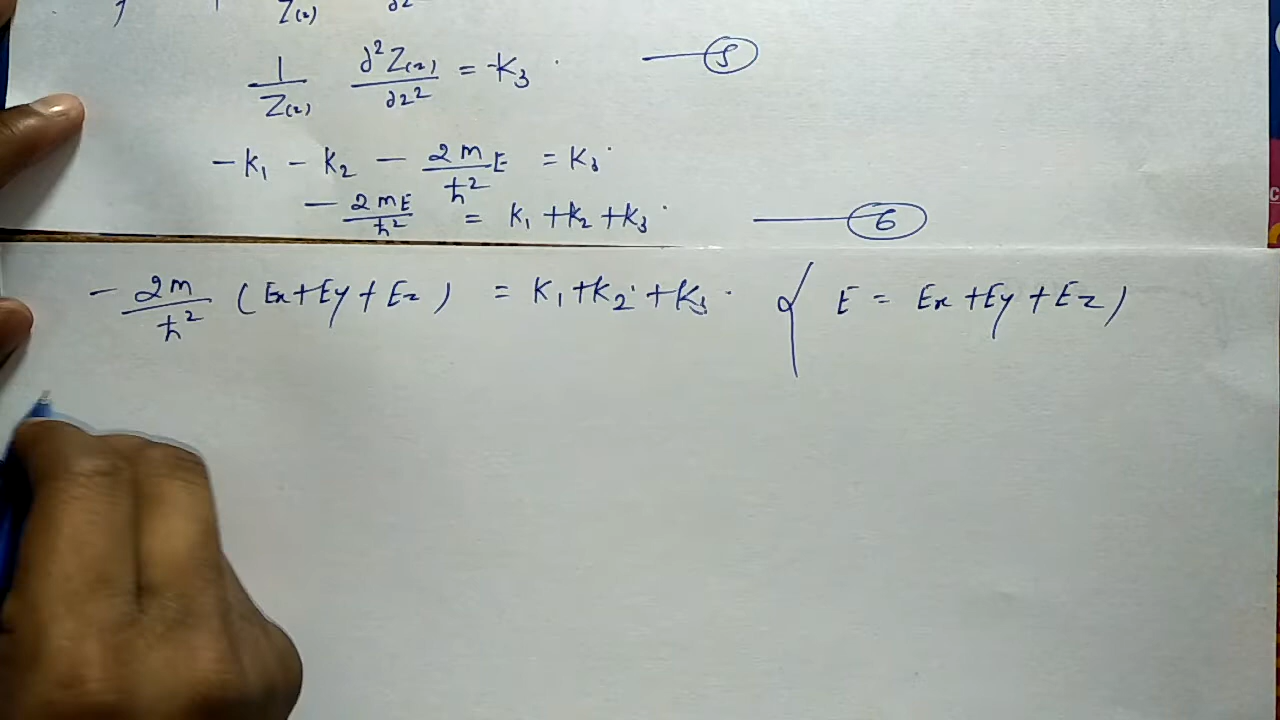 Z(z) ∂z
1/Z(z) ∂²Z(z)/∂z² = K₃ . —(5)
-K₁ - K₂ - 2m/ħ² E = K₃
- 2mE/ħ² = K₁ + K₂ + K₃ . —(6)
- 2m/ħ² (Ex+Ey+Ez) = K₁+K₂+K₃ . { E = Ex+Ey+Ez)